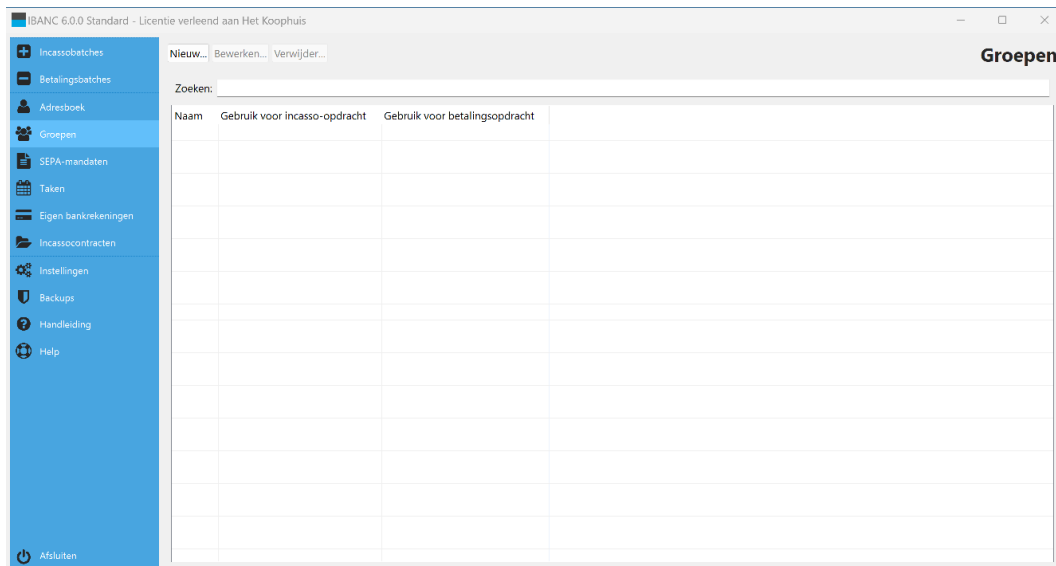 IBANC 6.0.0 Standard - Licentie verleend aan Het Koophuis
Incassobatches
Betalingsbatches
Adresboek
Groepen
SEPA-mandaten
Taken
Eigen bankrekeningen
Incassocontracten
Instellingen
Backups
Handleiding
Help
Afsluiten
Nieuw... Bewerken... Verwijder...
Groepen
Zoeken:
Naam Gebruik voor incasso-opdracht Gebruik voor betalingsopdracht